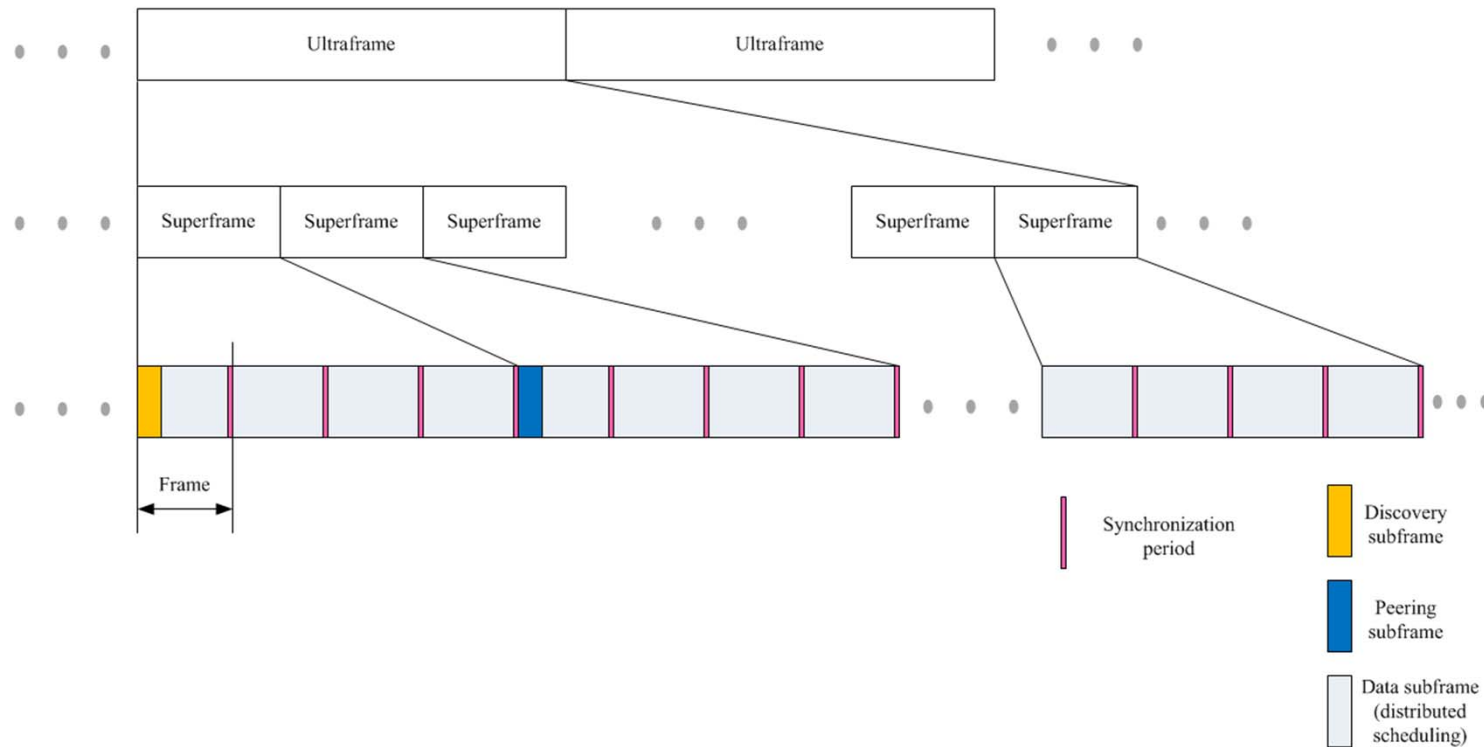 Ultraframe
Ultraframe
Superframe
Superframe
Superframe
Superframe
Superframe
Frame
Synchronization
period
Discovery
subframe
Peering
subframe
Data subframe
(distributed
scheduling)